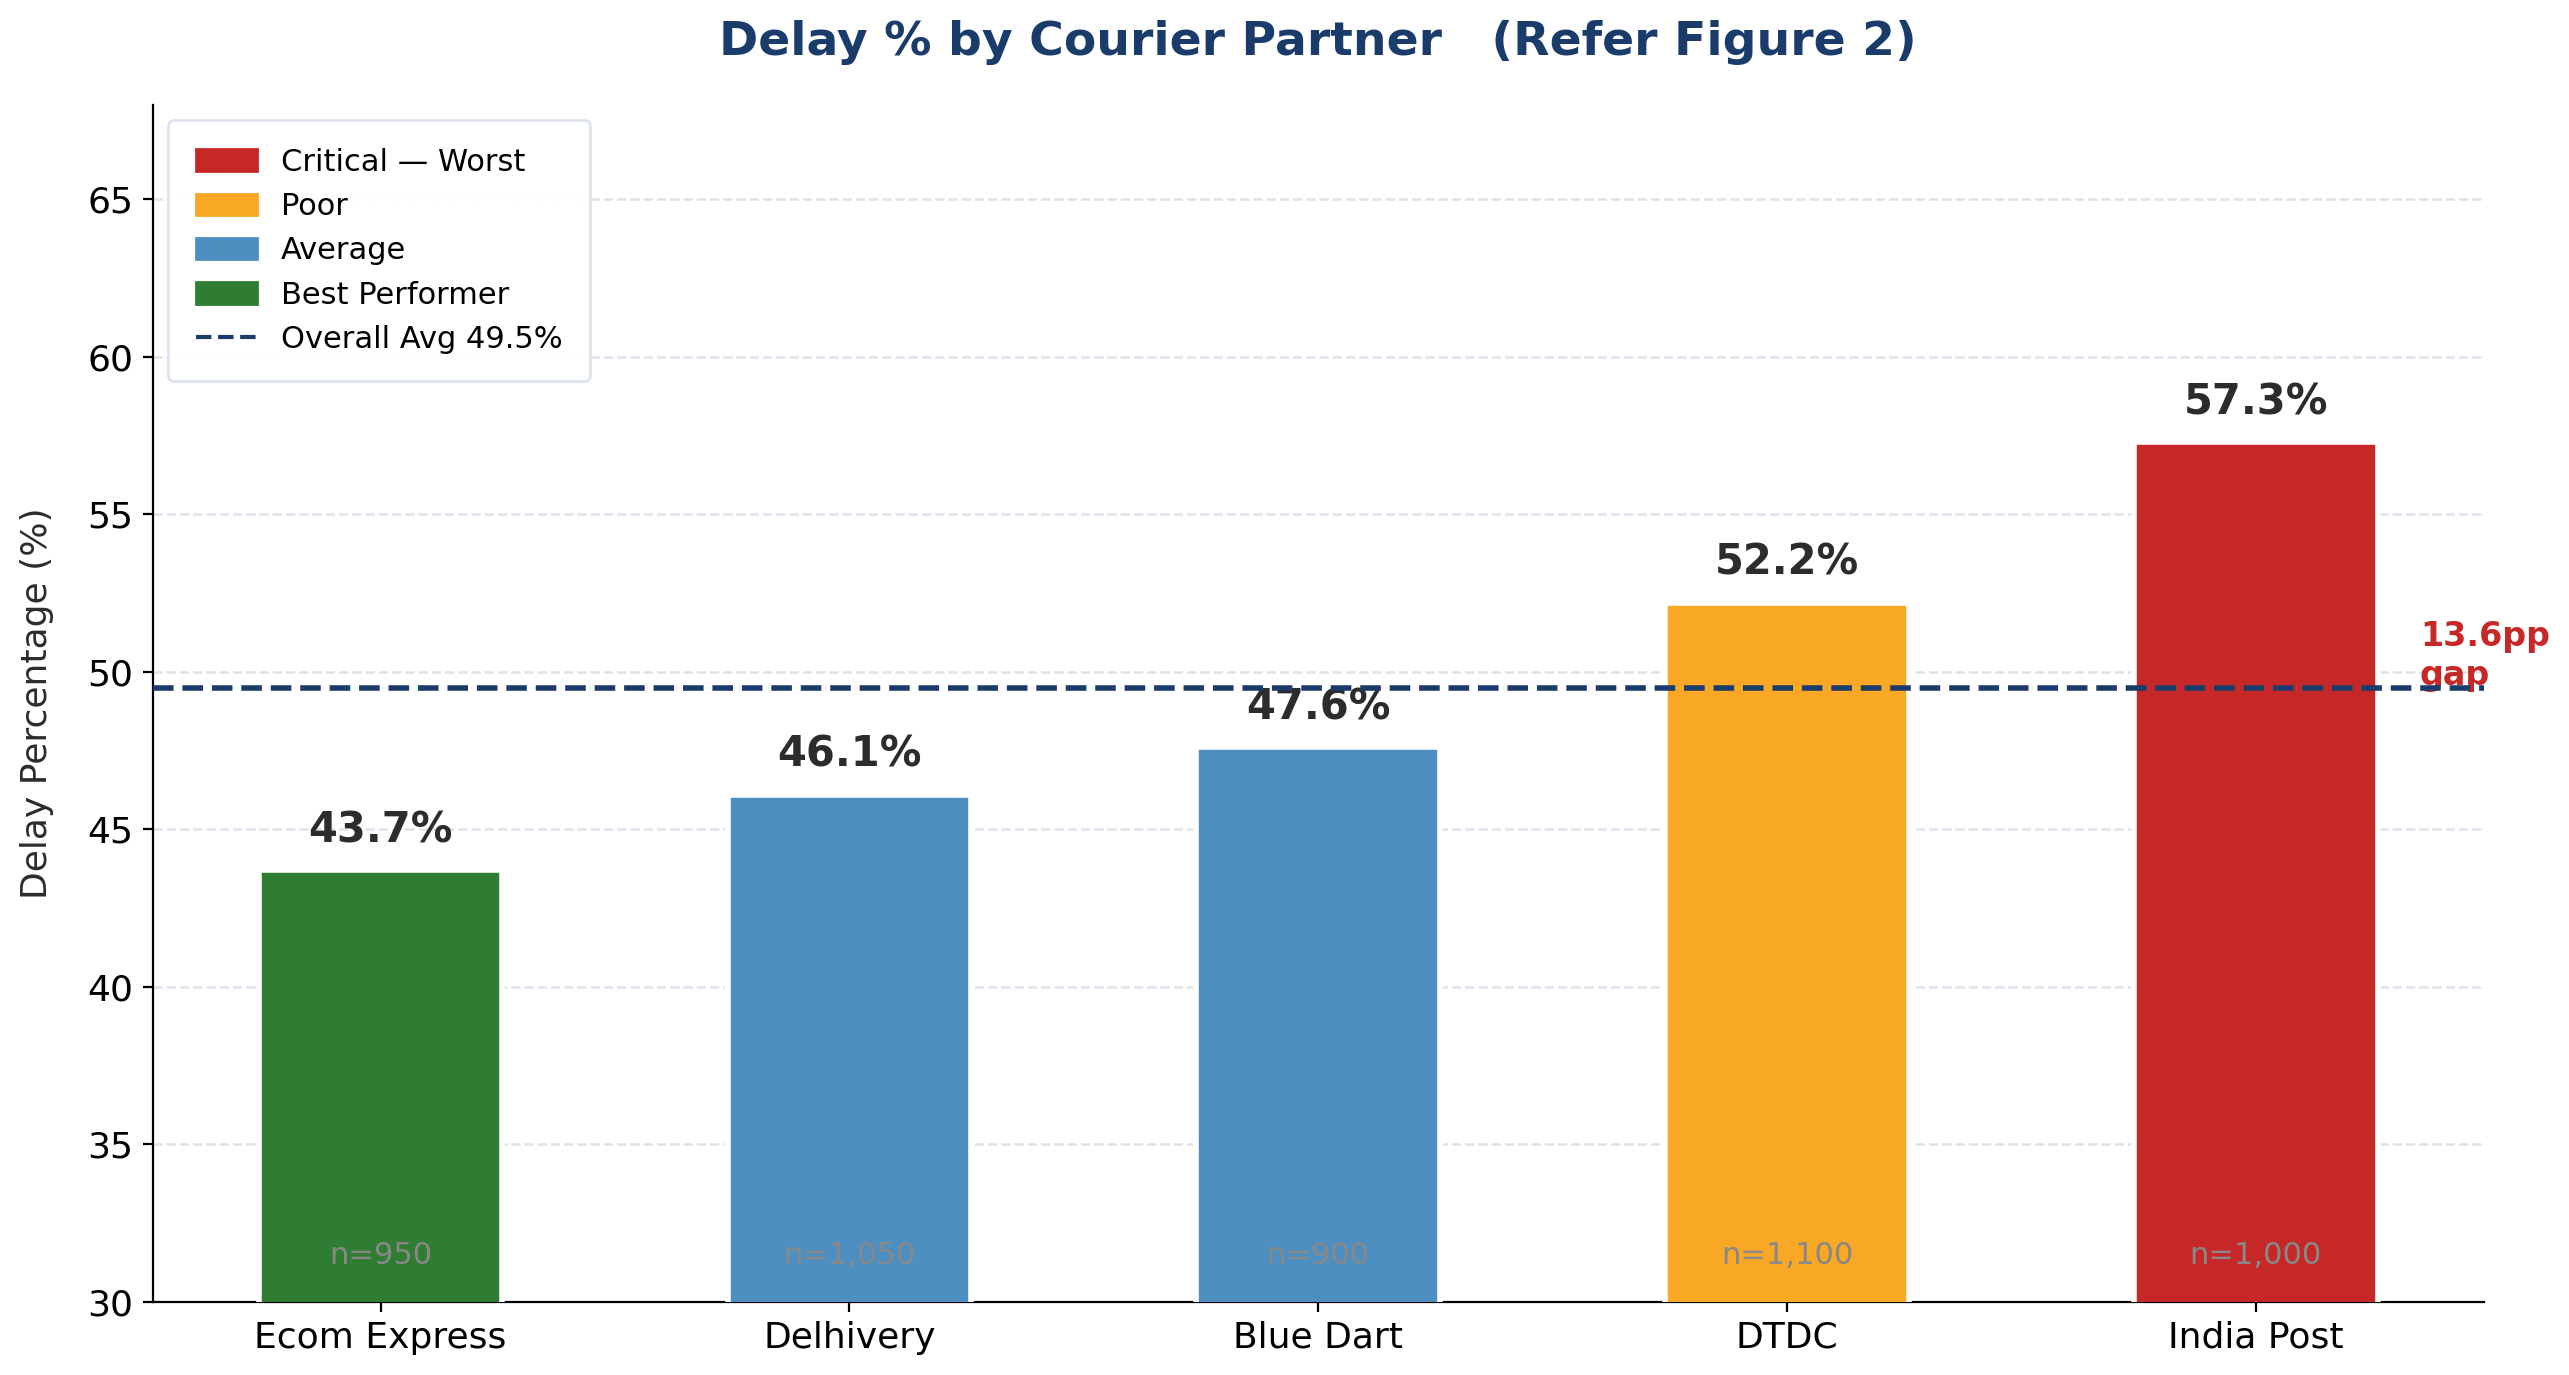 Delay % by Courier Partner   (Refer Figure 2)
Critical — Worst
Poor
Average
Best Performer
Overall Avg 49.5%
Delay Percentage (%)
65
60
55
50
45
40
35
30
43.7%
46.1%
47.6%
52.2%
57.3%
13.6pp
gap
n=950
n=1,050
n=900
n=1,100
n=1,000
Ecom Express
Delhivery
Blue Dart
DTDC
India Post